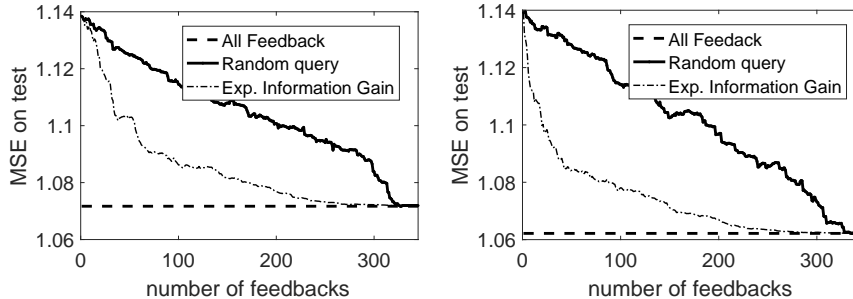 1.14
1.12
1.1
1.08
1.06
MSE on test
0
100
200
300
number of feedbacks
All Feedback
Random query
Exp. Information Gain
1.14
1.12
1.1
1.08
1.06
MSE on test
0
100
200
300
number of feedbacks
All Feedack
Random query
Exp. Information Gain